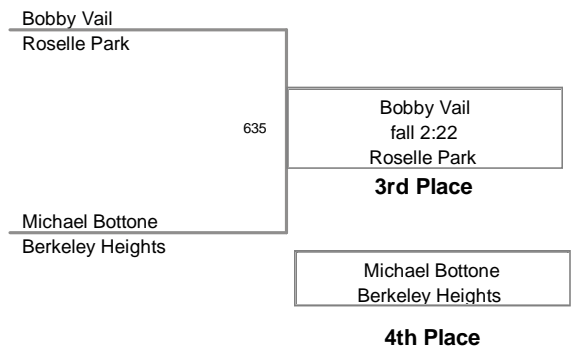 Bobby Vail
Roselle Park
635
Bobby Vail
fall 2:22
Roselle Park
3rd Place
Michael Bottone
Berkeley Heights
Michael Bottone
Berkeley Heights
4th Place